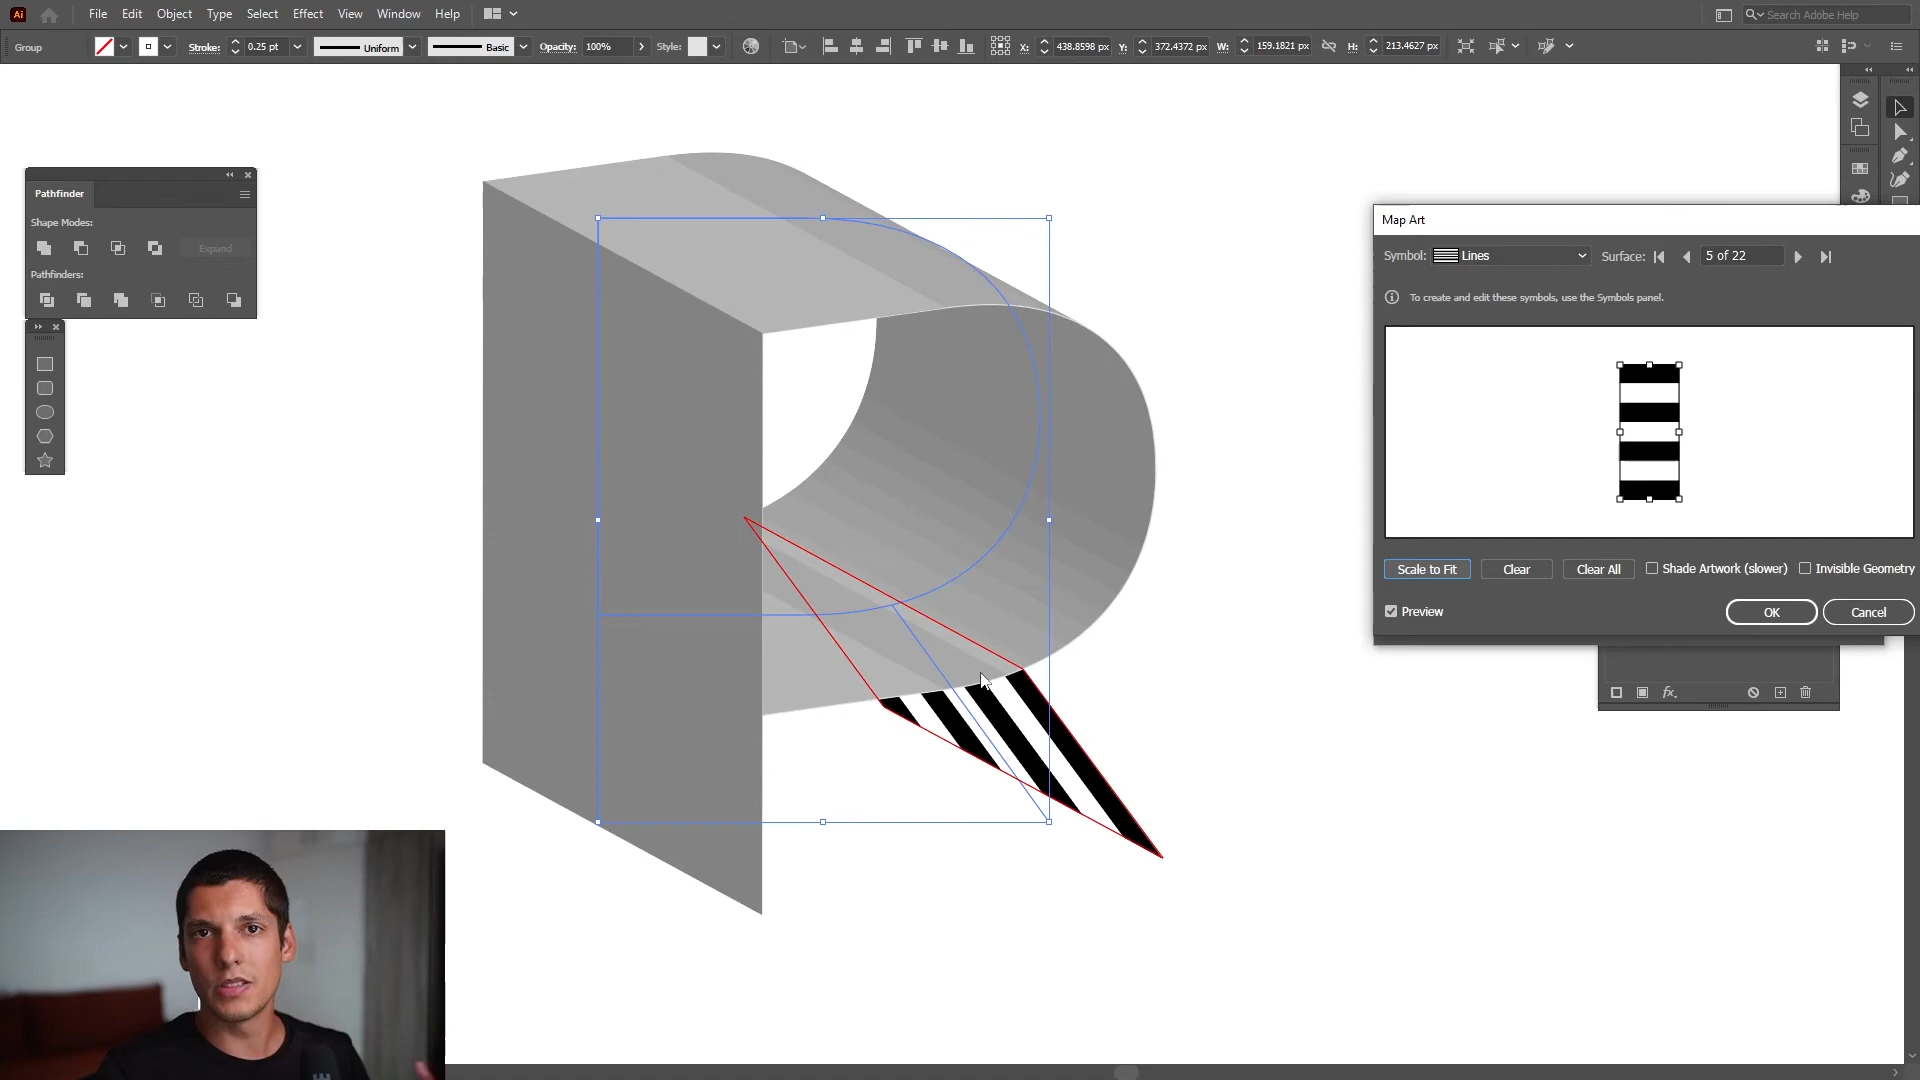 Ai File Edit Object Type Select Effect View Window Help Search Adobe Help
Group Stroke: 0.25 pt Uniform Basic Opacity: 100% Style: X: 438.8598 px Y: 372.4372 px W: 159.1821 px H: 213.4627 px
Pathfinder
Shape Modes:
Expand
Pathfinders:
Map Art
Symbol: Lines Surface: 5 of 22
To create and edit these symbols, use the Symbols panel.
Scale to Fit Clear Clear All Shade Artwork (slower) Invisible Geometry
Preview OK Cancel
fx.